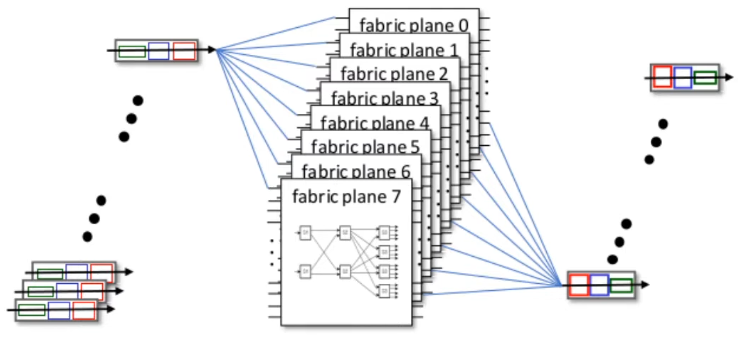 fabric plane 0
fabric plane 1
fabric plane 2
fabric plane 3
fabric plane 4
fabric plane 5
fabric plane 6
fabric plane 7